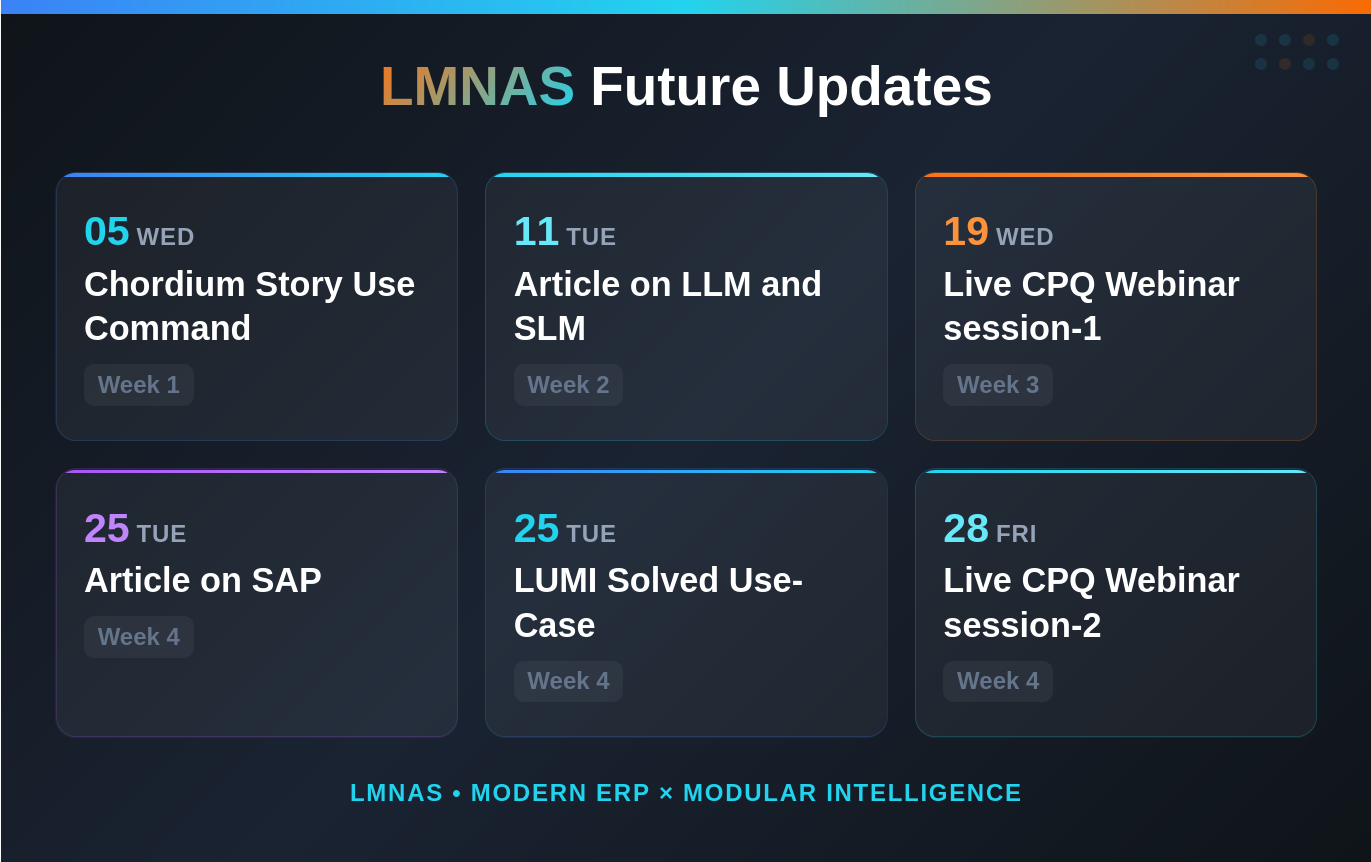 LMNAS Future Updates
05 WED
Chordium Story Use
Command
Week 1
11 TUE
Article on LLM and
SLM
Week 2
19 WED
Live CPQ Webinar
session-1
Week 3
25 TUE
Article on SAP
Week 4
25 TUE
LUMI Solved Use-
Case
Week 4
28 FRI
Live CPQ Webinar
session-2
Week 4
LMNAS • MODERN ERP × MODULAR INTELLIGENCE